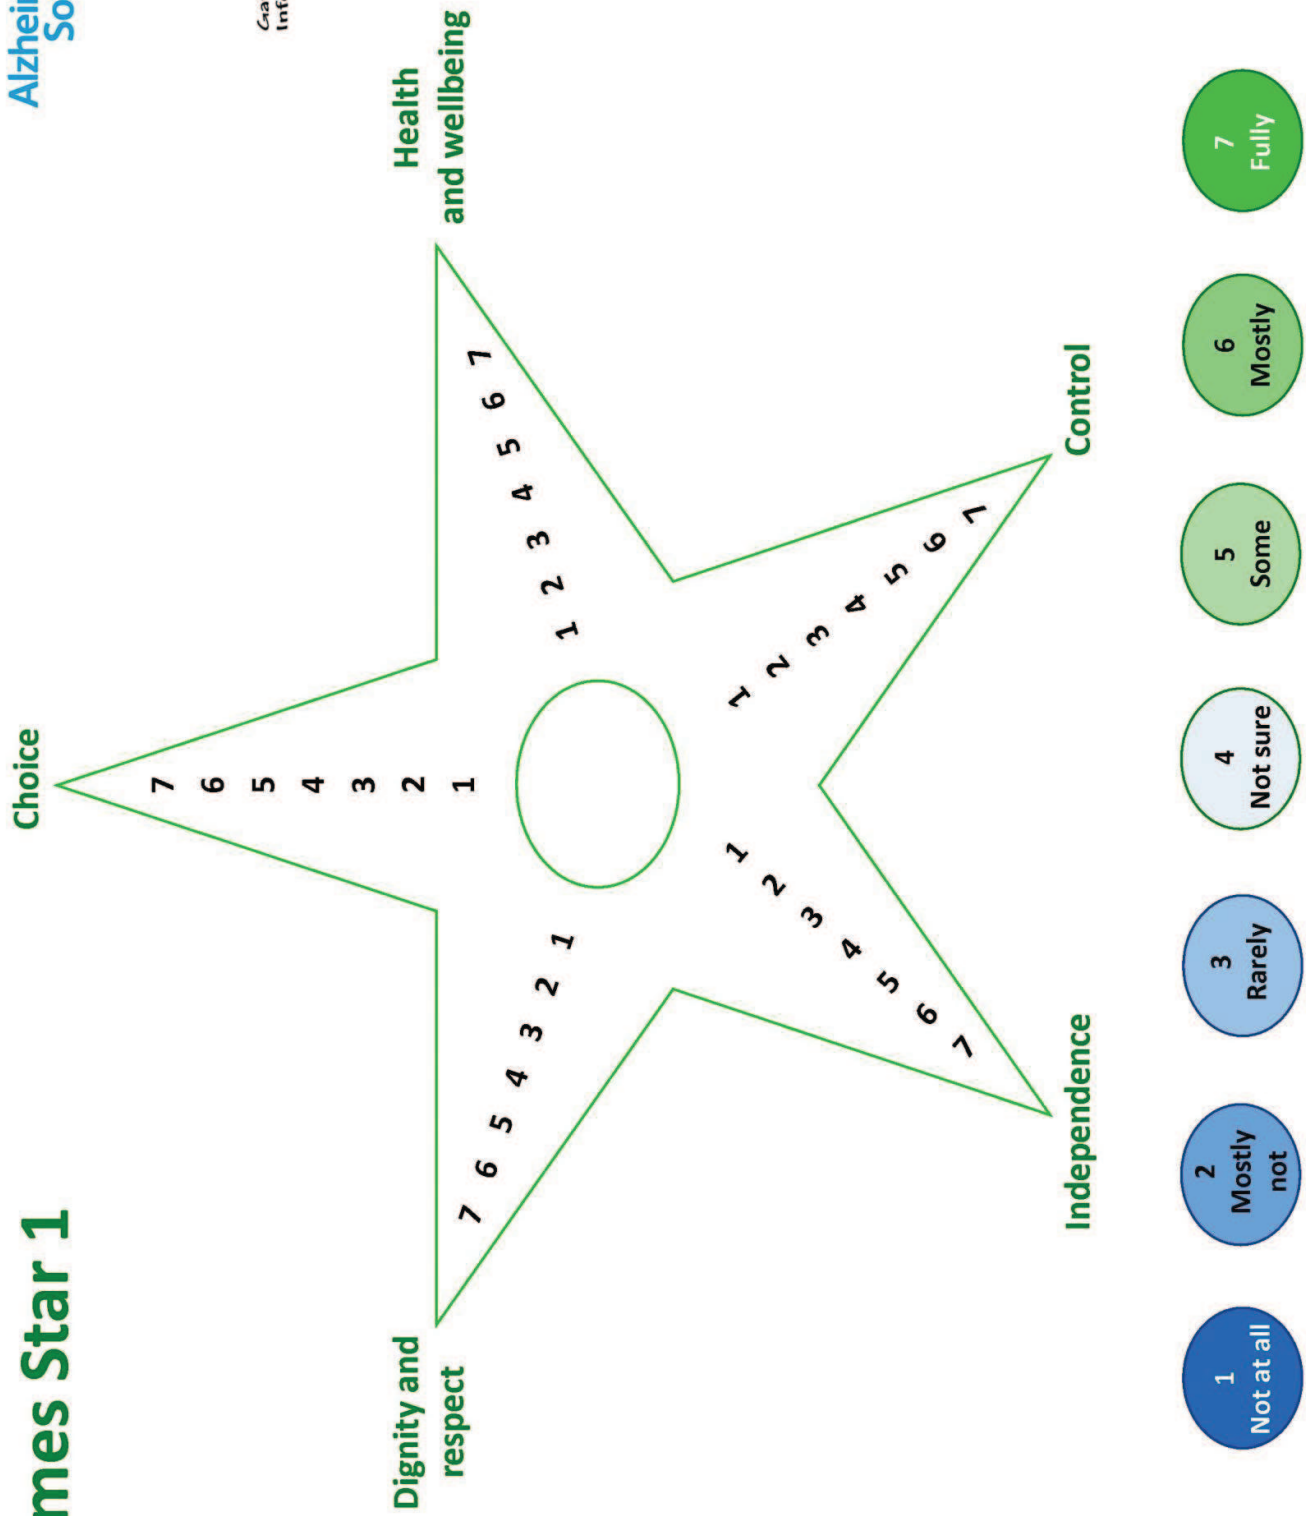 mes Star 1
Alzhei
So
Ga
Inf
Choice
7
6
5
4
3
2
1
Dignity and
respect
7 6 5 4 3 2 1
Health
and wellbeing
1 2 3 4 5 6 7
Independence
1 2 3 4 5 6 7
Control
1 2 3 4 5 6 7
1
Not at all
2
Mostly
not
3
Rarely
4
Not sure
5
Some
6
Mostly
7
Fully